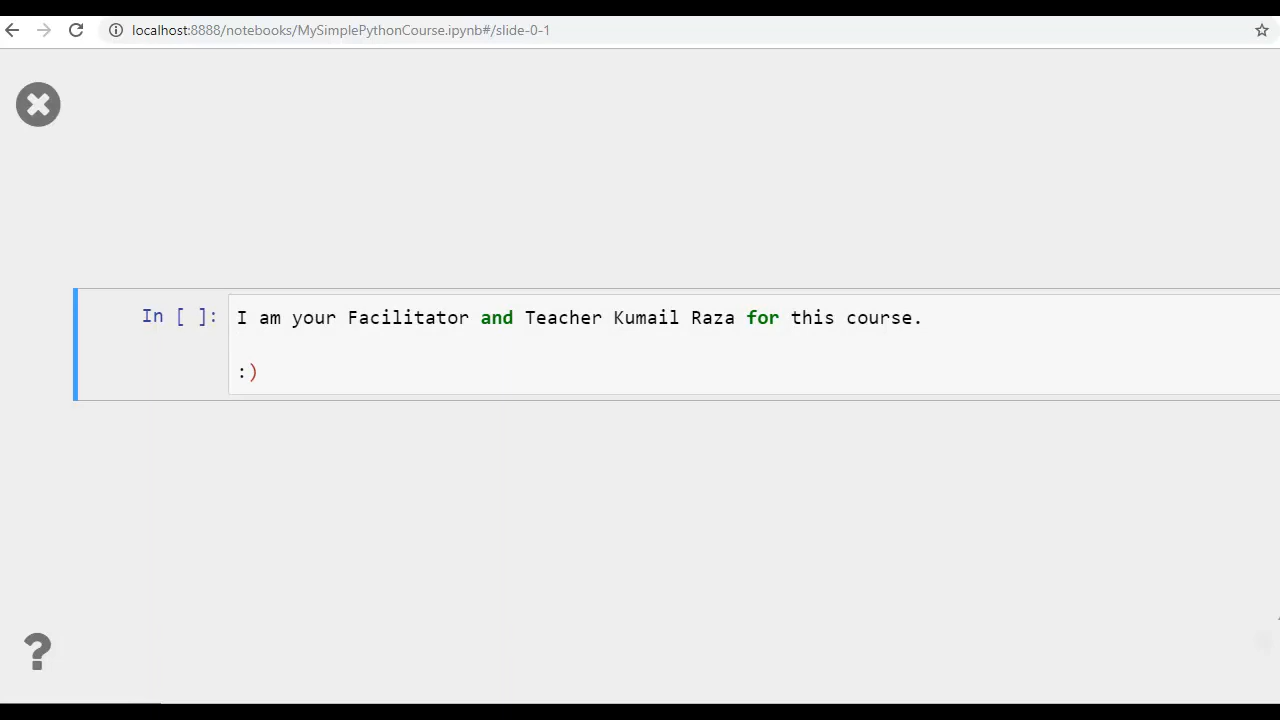 localhost:8888/notebooks/MySimplePythonCourse.ipynb#/slide-0-1
In [ ]: I am your Facilitator and Teacher Kumail Raza for this course.
:)
?